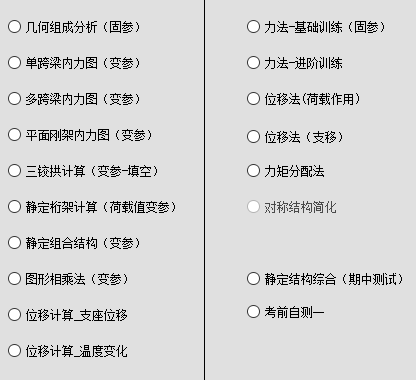 几何组成分析（固参）
单跨梁内力图（变参）
多跨梁内力图（变参）
平面刚架内力图（变参）
三铰拱计算（变参-填空）
静定桁架计算（荷载值变参）
静定组合结构（变参）
图形相乘法（变参）
位移计算_支座位移
位移计算_温度变化
力法-基础训练（固参）
力法-进阶训练
位移法(荷载作用）
位移法（支移）
力矩分配法
对称结构简化
静定结构综合（期中测试）
考前自测一